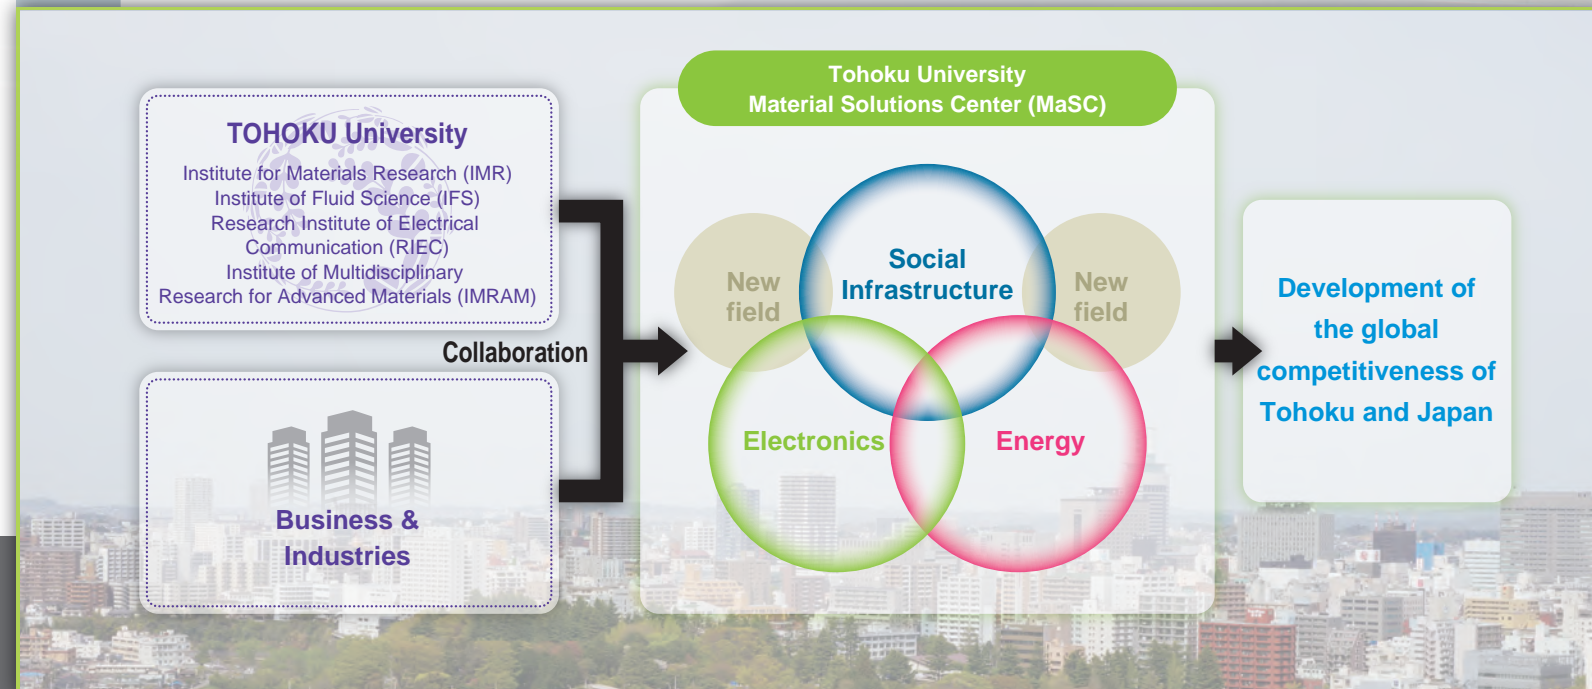 TOHOKU University
Institute for Materials Research (IMR)
Institute of Fluid Science (IFS)
Research Institute of Electrical
Communication (RIEC)
Institute of Multidisciplinary
Research for Advanced Materials (IMRAM)
Collaboration
Business &
Industries
Tohoku University
Material Solutions Center (MaSC)
Social
Infrastructure
New
field
New
field
Electronics
Energy
Development of
the global
competitiveness of
Tohoku and Japan